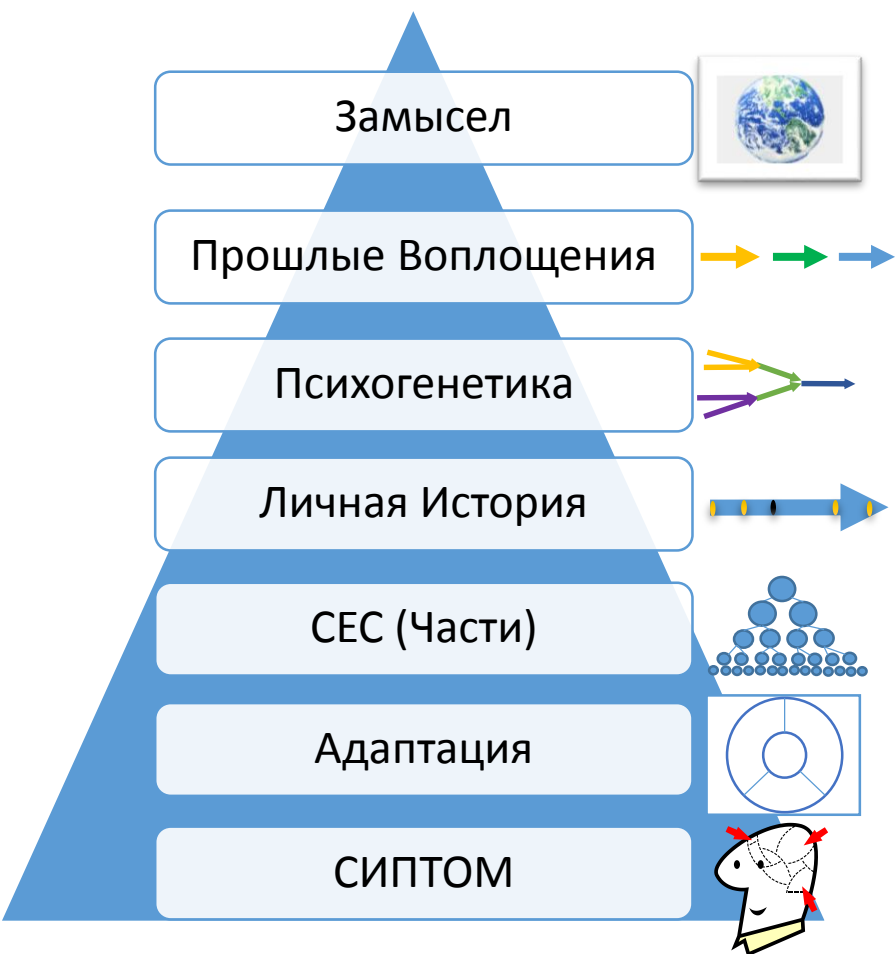 Замысел
Прошлые Воплощения
Психогенетика
Личная История
СЕС (Части)
Адаптация
СИПТОМ